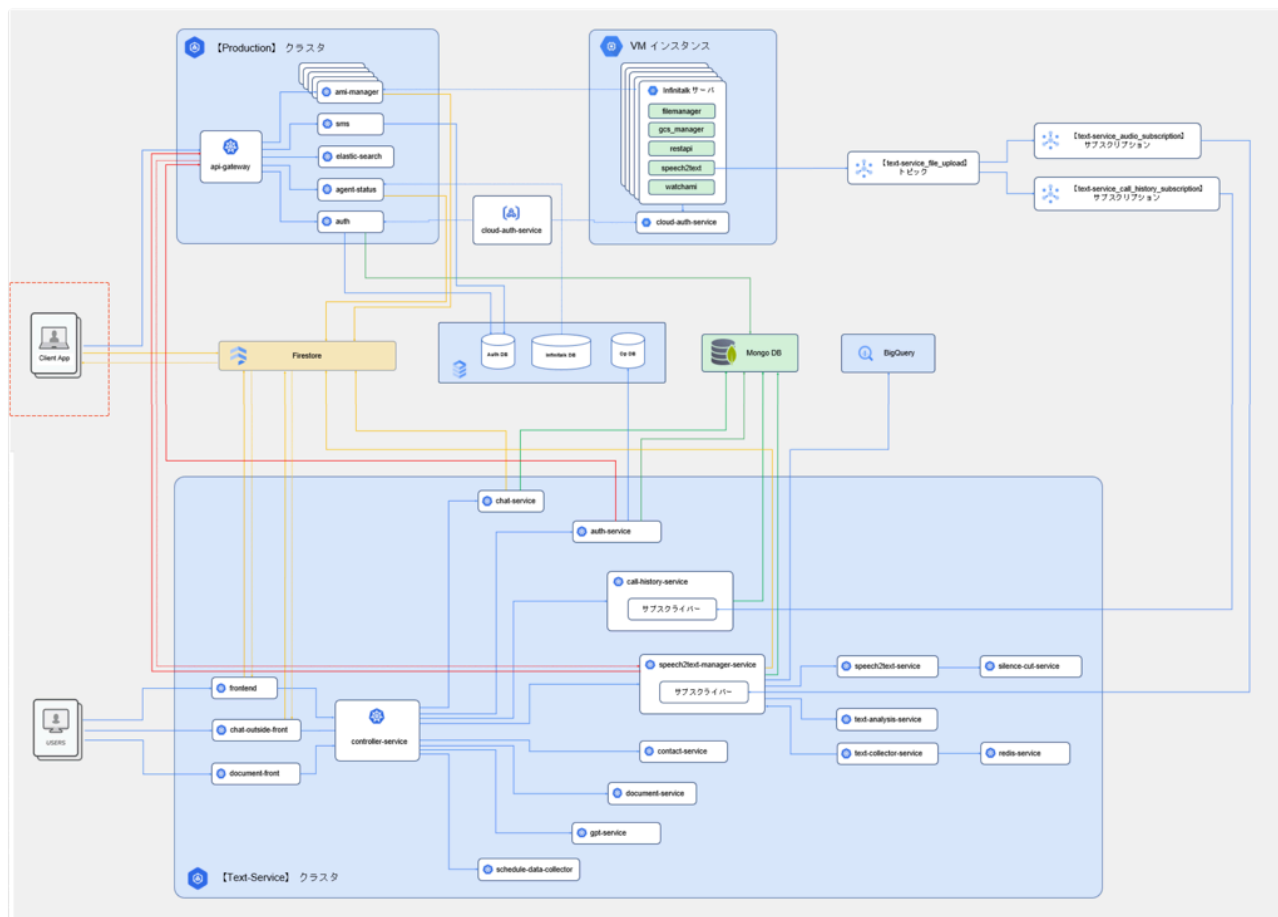 【Production】 クラスタ
ami-manager
sms
elastic-search
agent-status
auth
api-gateway
cloud-auth-service
VM インスタンス
Infinitalk サーバ
filemanager
gcs_manager
restapi
speech2text
watchami
cloud-auth-service
【text-service_file_upload】
トピック
【text-service_audio_subscription】
サブスクリプション
【text-service_call_history_subscription】
サブスクリプション
Client App
Firestore
Auth DB
Infinitalk DB
Op DB
Mongo DB
BigQuery
chat-service
auth-service
call-history-service
サブスクライバー
speech2text-manager-service
サブスクライバー
speech2text-service
silence-cut-service
text-analysis-service
text-collector-service
redis-service
USERS
frontend
chat-outside-front
document-front
controller-service
contact-service
document-service
gpt-service
schedule-data-collector
【Text-Service】 クラスタ